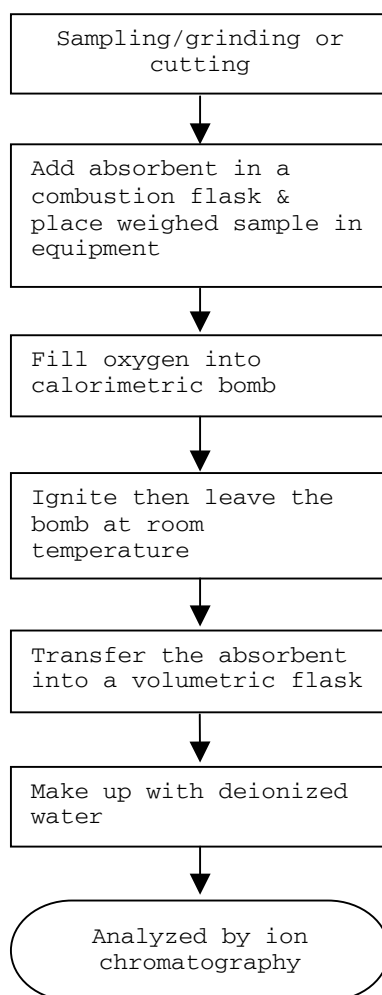 Sampling/grinding or
cutting
Add absorbent in a
combustion flask &
place weighed sample in
equipment
Fill oxygen into
calorimetric bomb
Ignite then leave the
bomb at room
temperature
Transfer the absorbent
into a volumetric flask
Make up with deionized
water
Analyzed by ion
chromatography